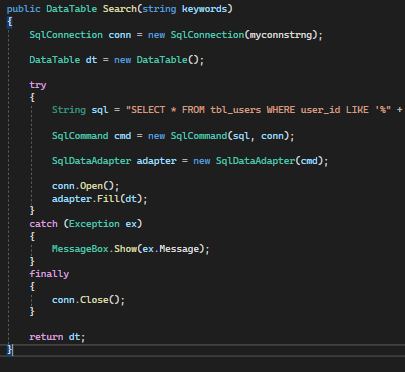 public DataTable Search(string keywords)
{
SqlConnection conn = new SqlConnection(myconnstrng);
DataTable dt = new DataTable();
try
{
String sql = "SELECT * FROM tbl_users WHERE user_id LIKE '%" +
SqlCommand cmd = new SqlCommand(sql, conn);
SqlDataAdapter adapter = new SqlDataAdapter(cmd);
conn.Open();
adapter.Fill(dt);
}
catch (Exception ex)
{
MessageBox.Show(ex.Message);
}
finally
{
conn.Close();
}
return dt;
}